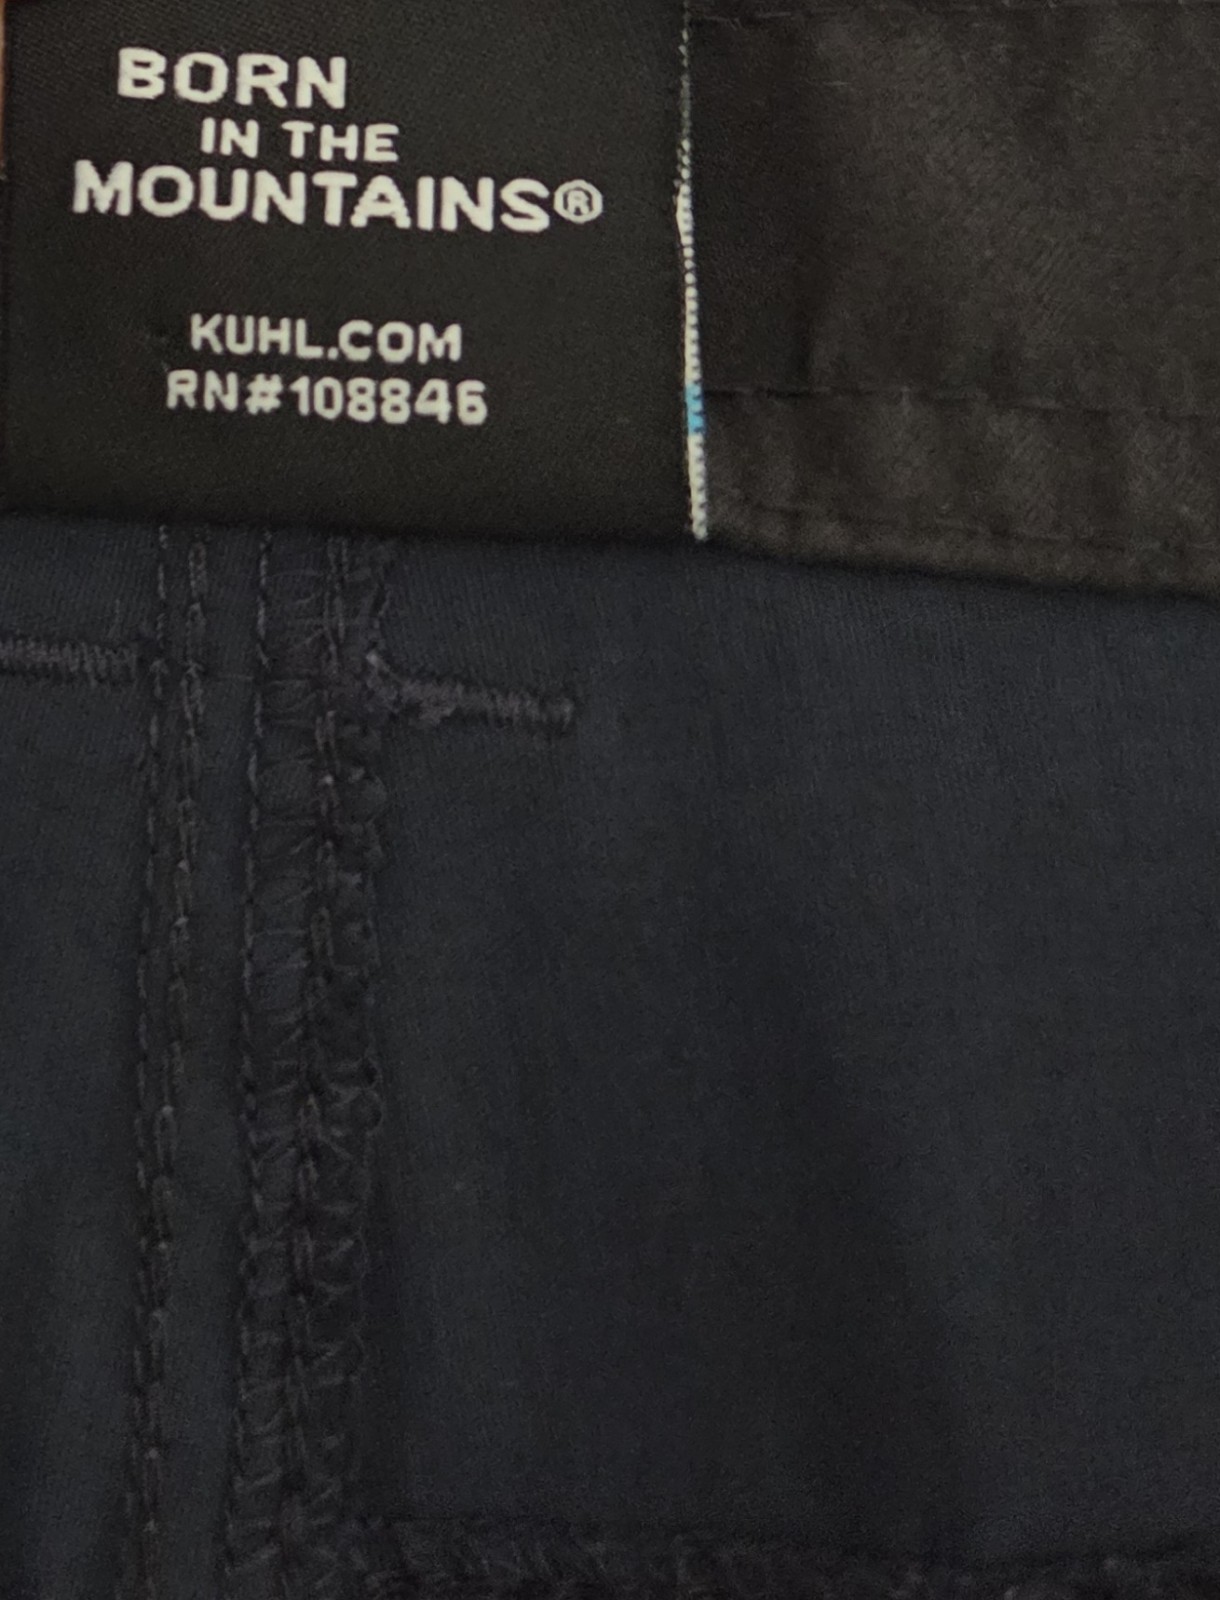 BORN
IN THE
MOUNTAINS®
KUHL.COM
RN#108846